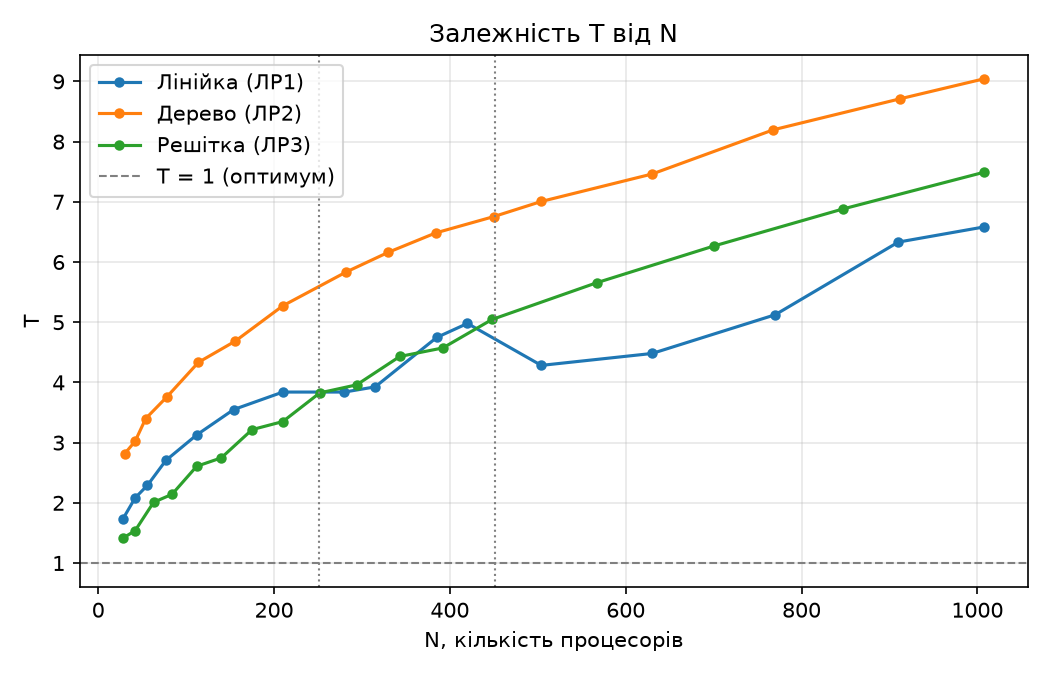 Залежність T від N
Лінійка (ЛР1)
Дерево (ЛР2)
Решітка (ЛР3)
T = 1 (оптимум)
T
9
8
7
6
5
4
3
2
1
0 200 400 600 800 1000
N, кількість процесорів